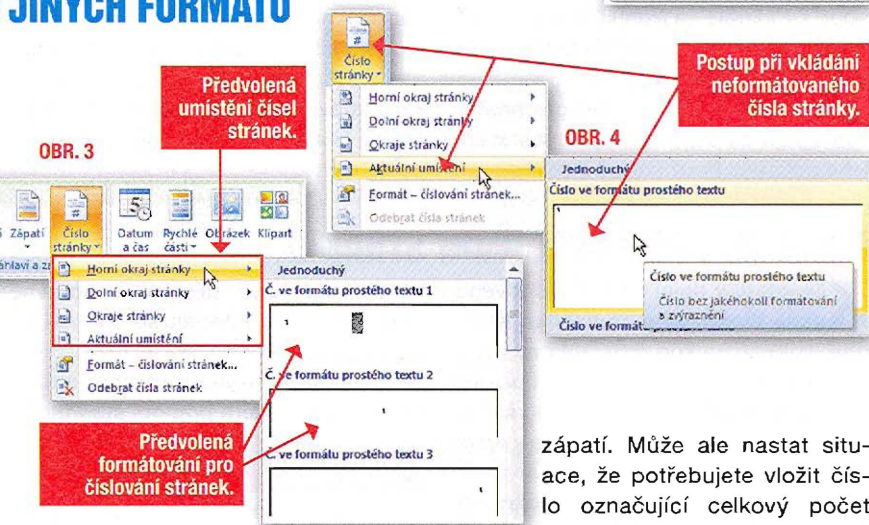 JINÝCH FORMÁTŮ
Číslo
stránky
Horní okraj stránky
Dolní okraj stránky
Okraje stránky
Aktuální umístění
Formát – číslování stránek...
Odebrat čísla stránek
Postup při vkládání
neformátovaného
čísla stránky.
OBR. 4
Jednoduchý
Číslo ve formátu prostého textu
1
Číslo ve formátu prostého textu
Číslo bez jakéhokoli formátování
a zvýraznění
Číslo ve formátu
Předvolená
umístění čísel
stránek.
OBR. 3
Zápatí
Číslo
stránky
Datum
a čas
Rychlé
části
Obrázek
Klipart
Horní okraj stránky
Dolní okraj stránky
Okraje stránky
Aktuální umístění
Formát – číslování stránek...
Odebrat čísla stránek
Jednoduchý
Č. ve formátu prostého textu 1
1
Č. ve formátu prostého textu 2
1
Č. ve formátu prostého textu 3
1
Předvolená
formátování pro
číslování stránek.
zápatí. Může ale nastat situ-
ace, že potřebujete vložit čís-
lo označující celkový počet